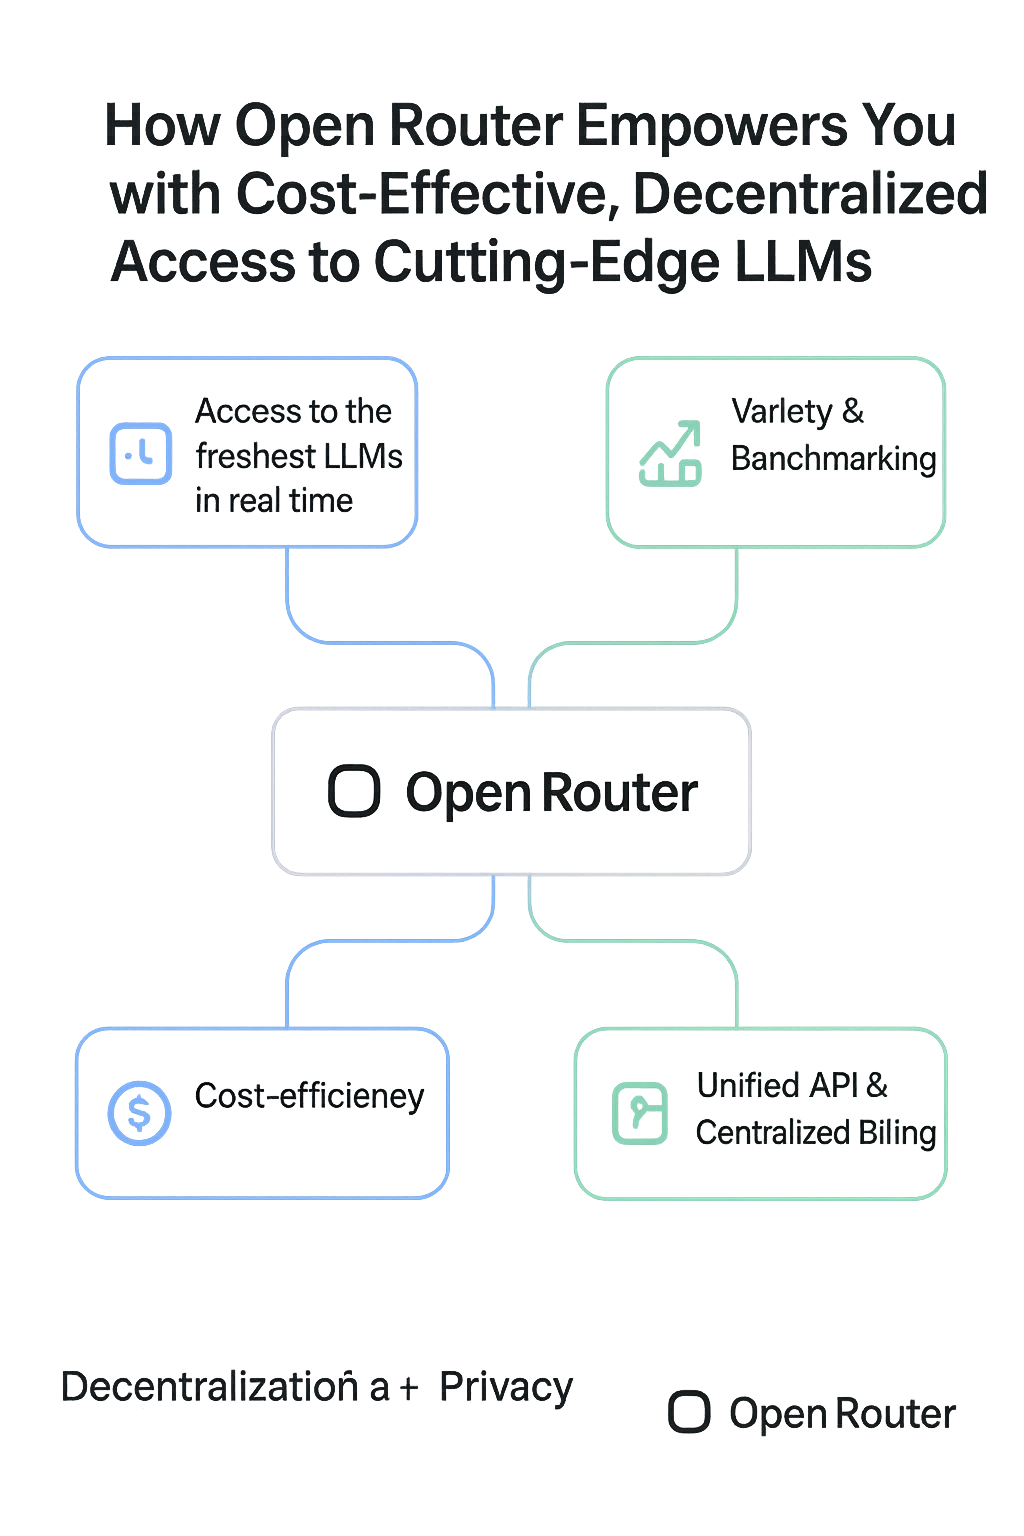 How Open Router Empowers You
with Cost-Effective, Decentralized
Access to Cutting-Edge LLMs
Access to the
freshest LLMs
in real time
Varlety &
Banchmarking
Open Router
Cost-efficieney
Unified API &
Centralized Biling
Decentralizatioñ a + Privacy
Open Router